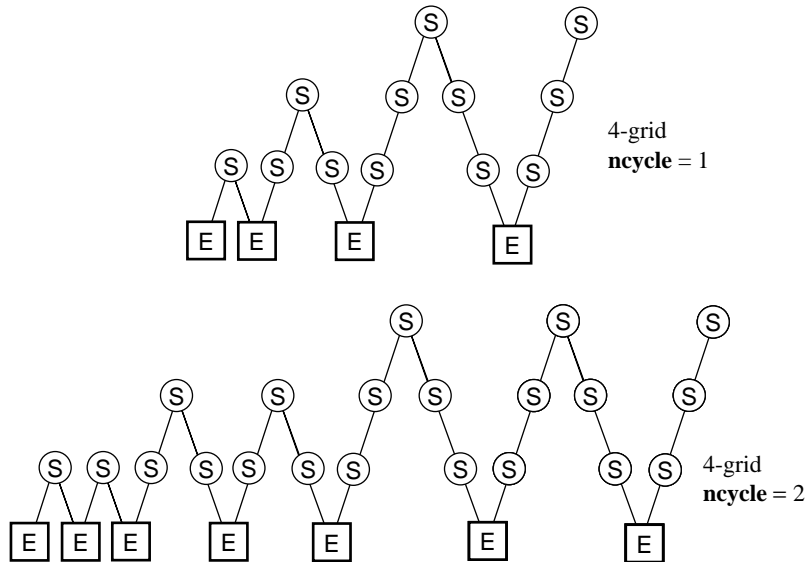 S S
S S S S
4-grid
S S S S S S
ncycle = 1
E E E E
S S S
S S S S S S S
S S S S S S S S S S S
4-grid
ncycle = 2
E E E E E E E